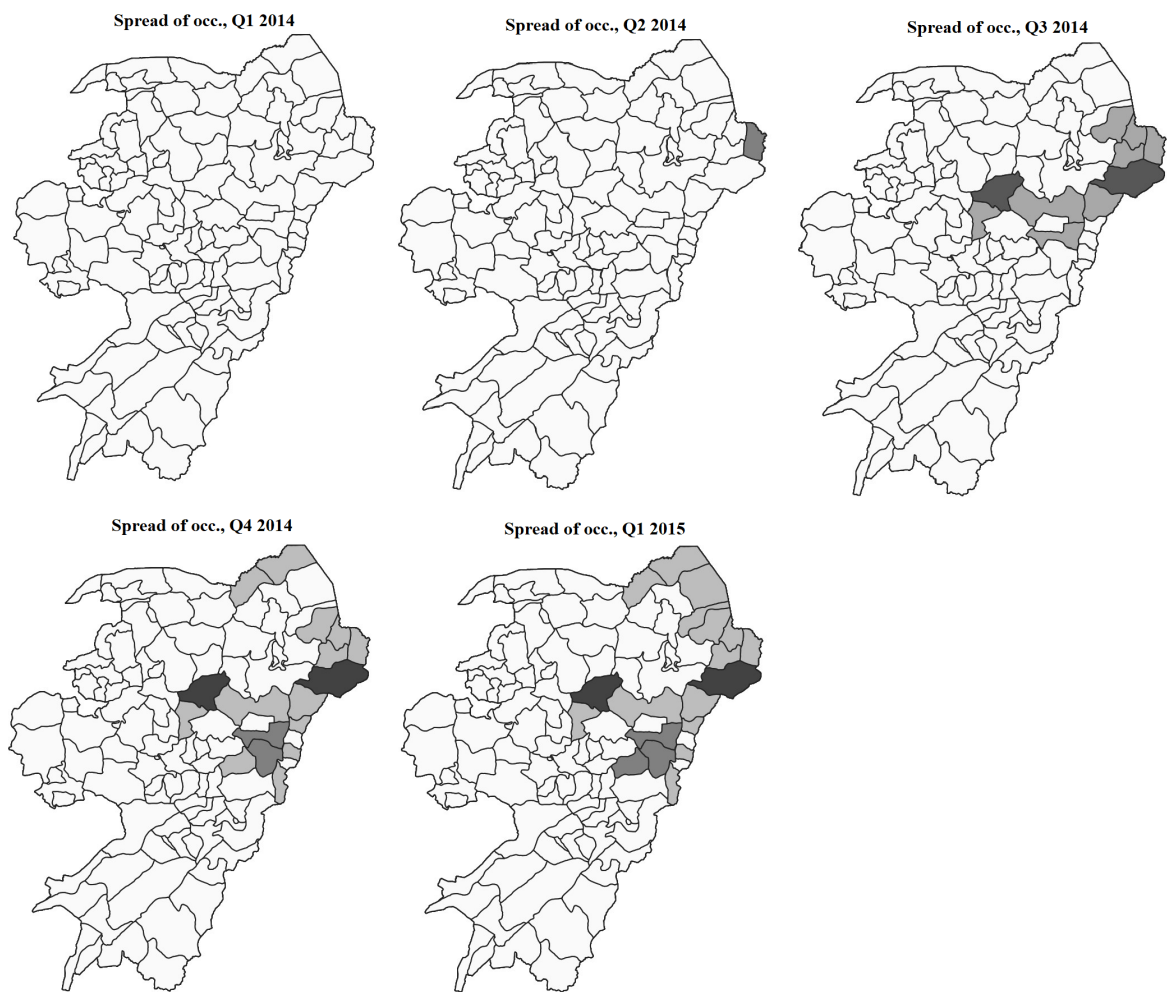 Spread of occ., Q1 2014
Spread of occ., Q2 2014
Spread of occ., Q3 2014
Spread of occ., Q4 2014
Spread of occ., Q1 2015